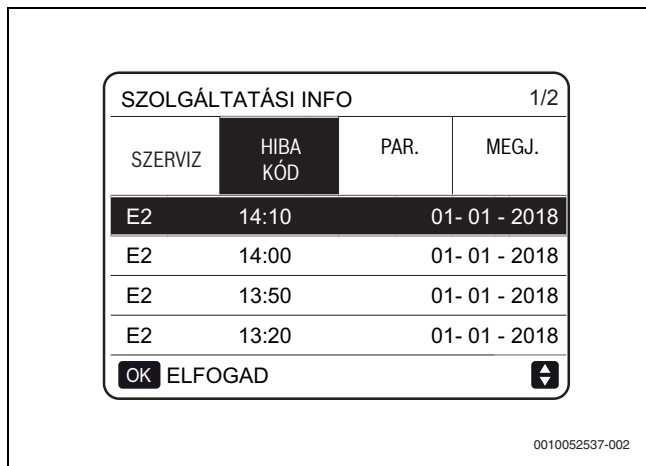 SZOLGÁLTATÁSI INFO 1/2
SZERVIZ HIBA KÓD PAR. MEGJ.
E2 14:10 01- 01 - 2018
E2 14:00 01- 01 - 2018
E2 13:50 01- 01 - 2018
E2 13:20 01- 01 - 2018
OK ELFOGAD
0010052537-002